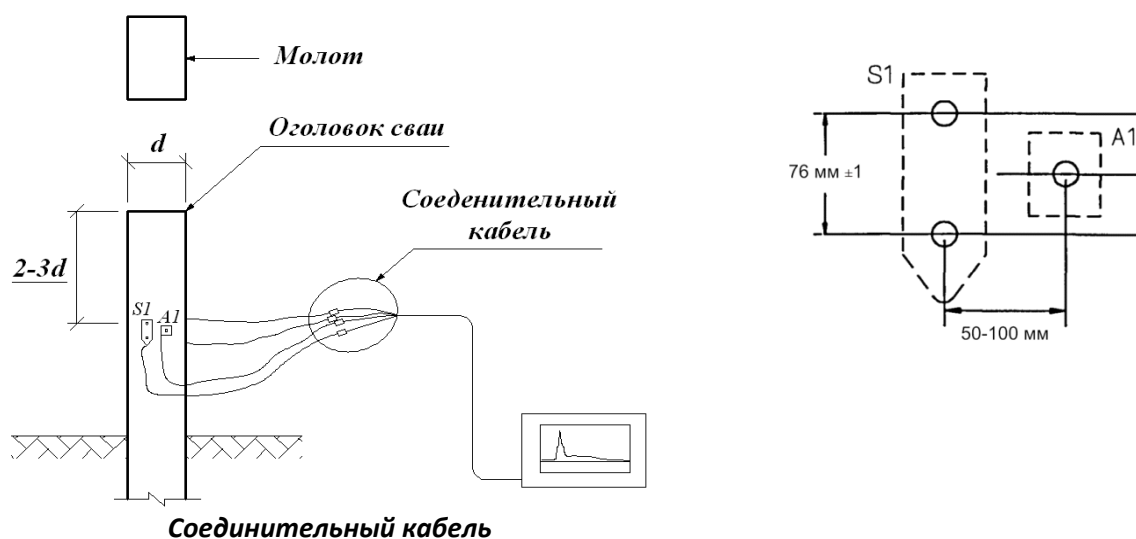 Молот
Оголовок сваи
d
Соеденительный
кабель
2-3d
S1 A1
Соединительный кабель
S1
A1
76 мм ±1
50-100 мм